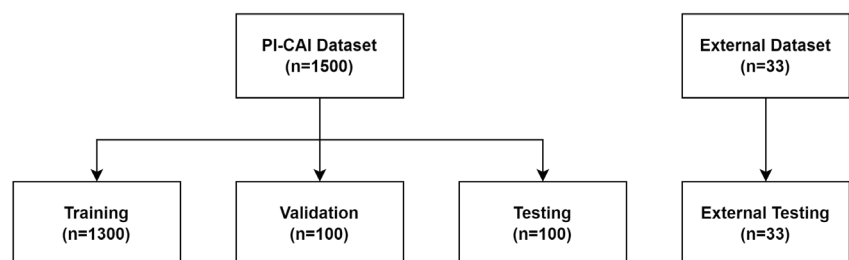 PI-CAI Dataset
(n=1500)
External Dataset
(n=33)
Training
(n=1300)
Validation
(n=100)
Testing
(n=100)
External Testing
(n=33)